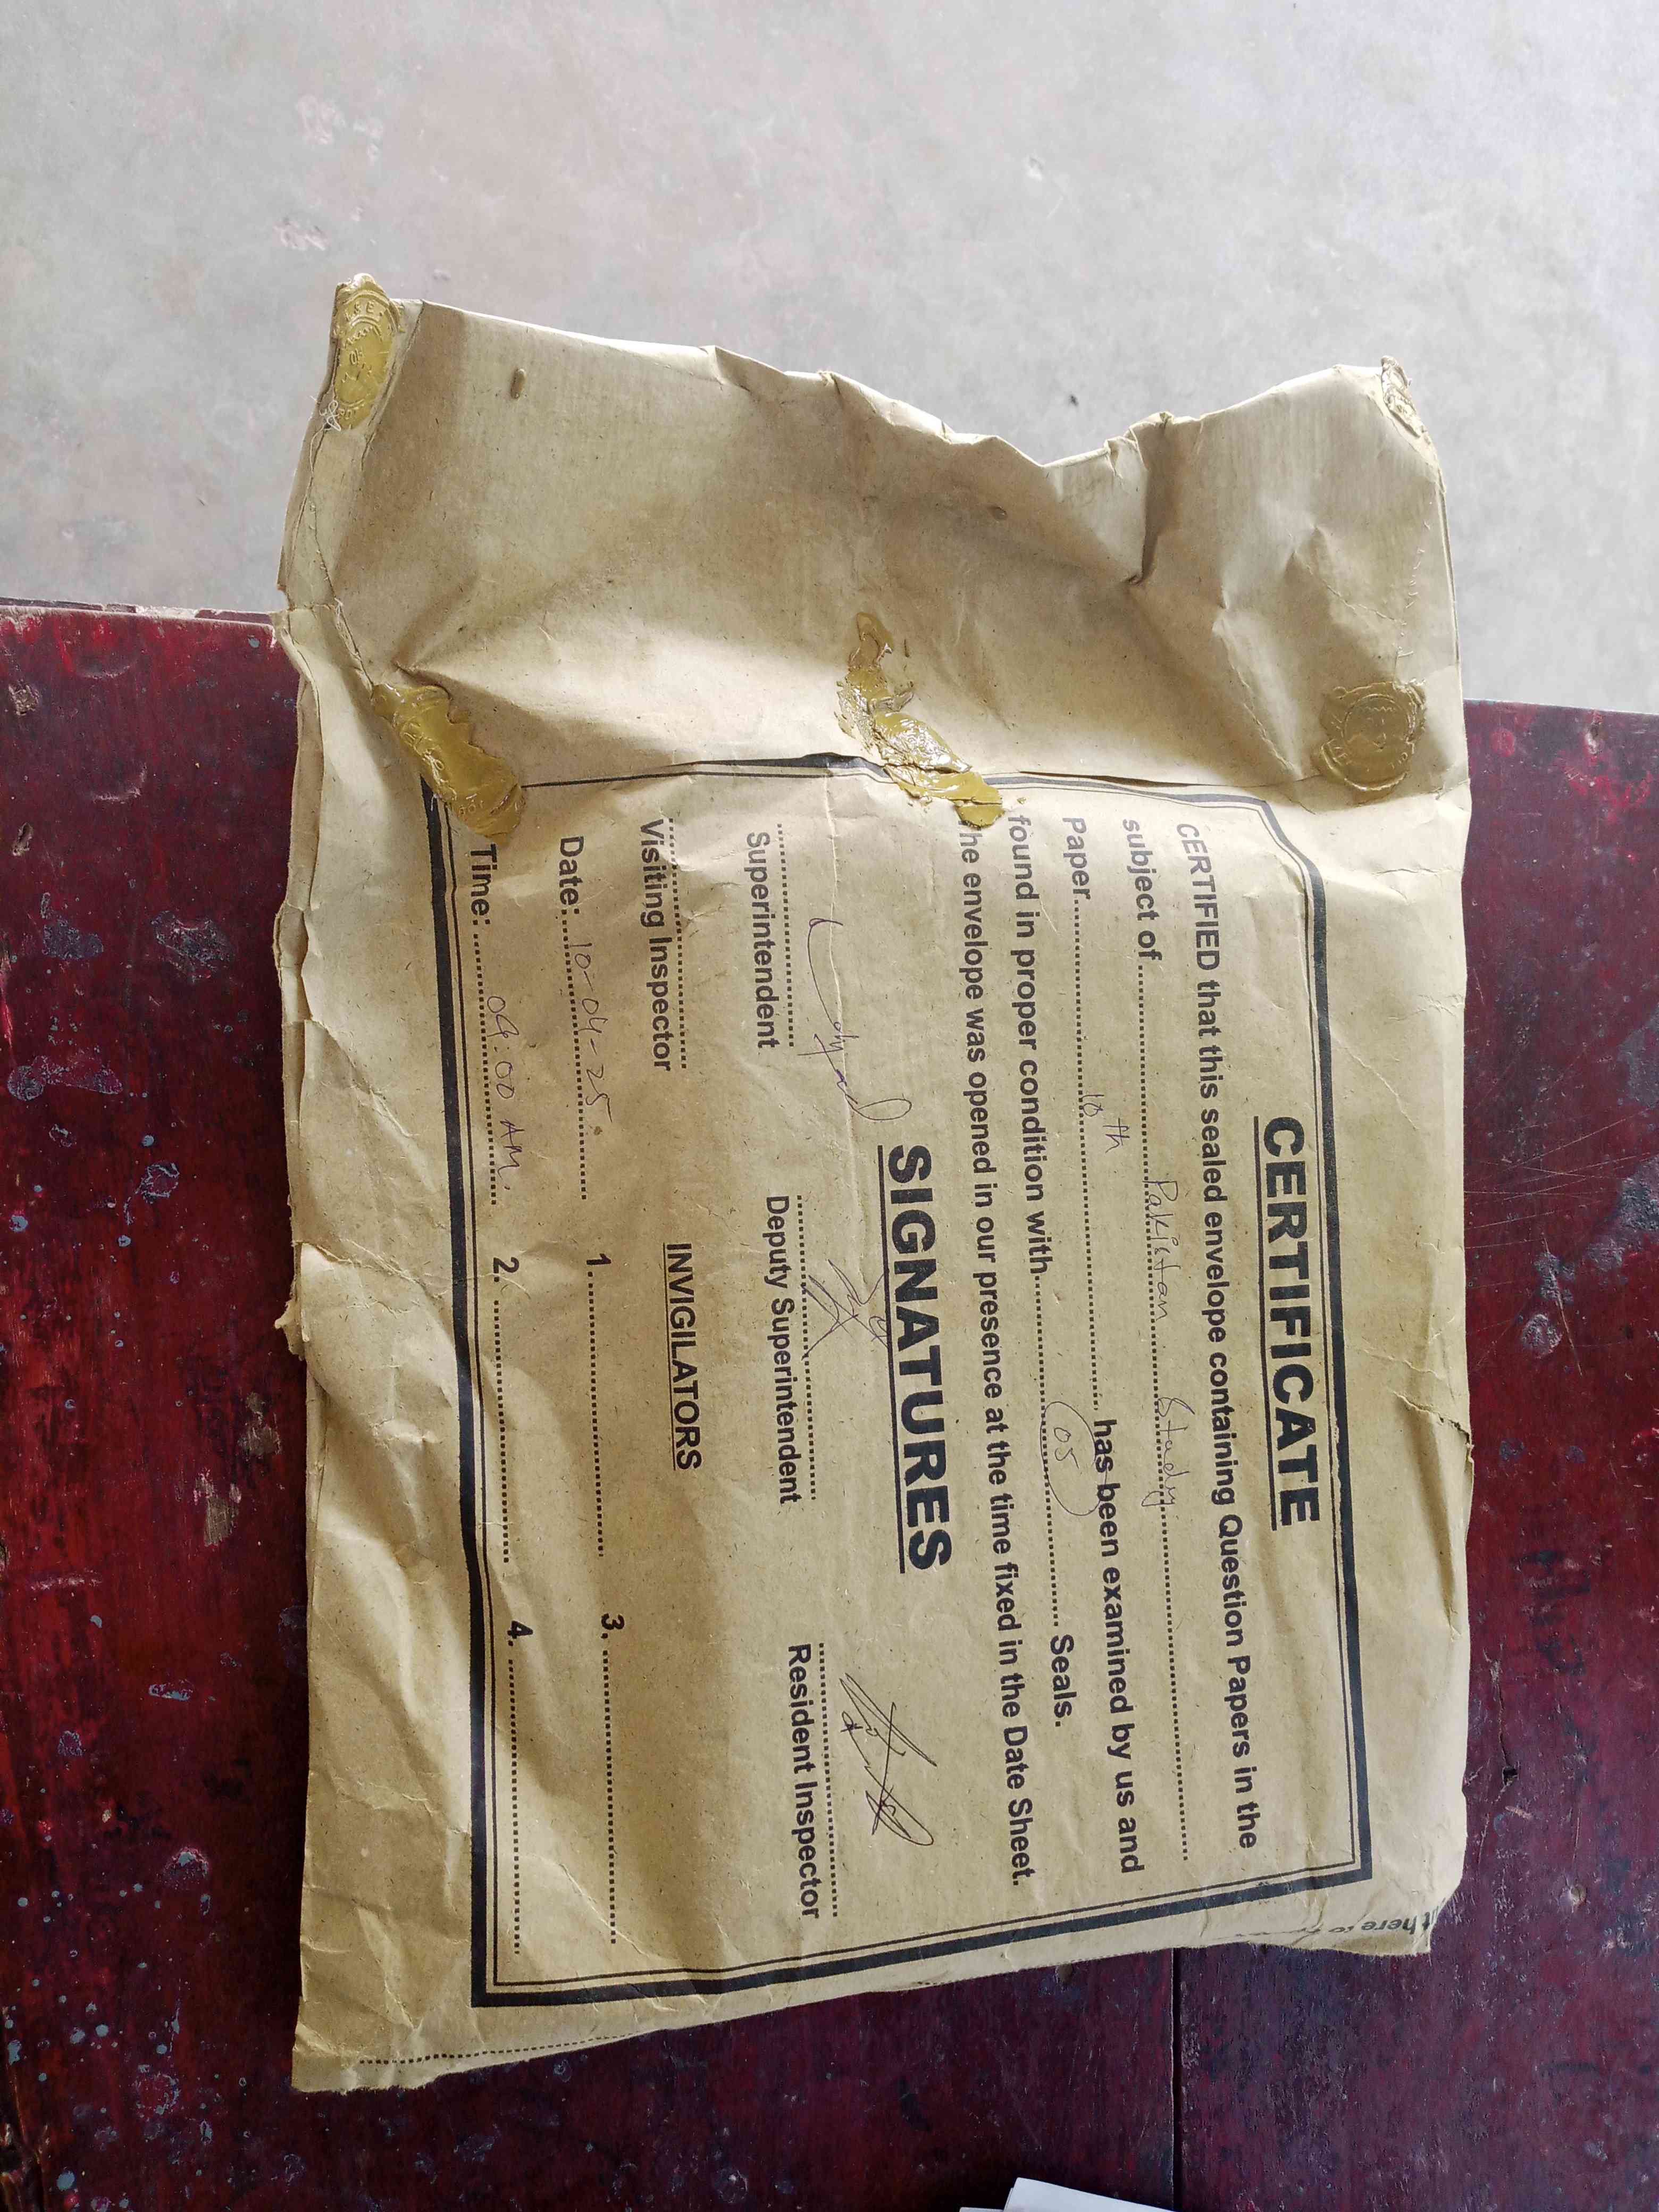 CERTIFICATE
CERTIFIED that this sealed envelope containing Question Papers in the
subject of.......Pakistan Study.......
Paper.......10th....... has been examined by us and
found in proper condition with.......(05)....... Seals.
he envelope was opened in our presence at the time fixed in the Date Sheet.
SIGNATURES
Superintendent Deputy Superintendent Resident Inspector
Visiting Inspector
INVIGILATORS
Date:.......10-04-25.......
1....... 3.......
Time:.......09:00 AM.......
2........ 4........
t here to